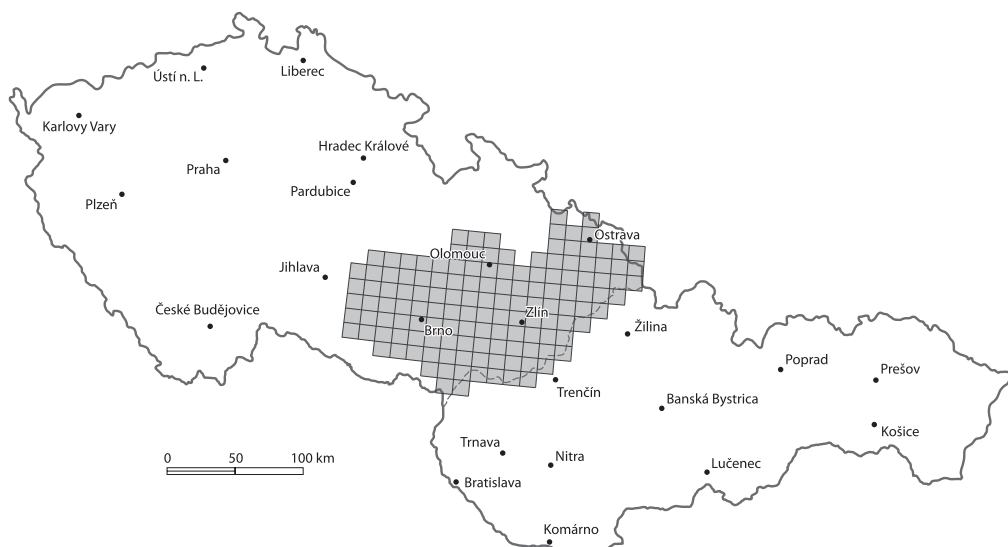 Ústí n. L.
Liberec
Karlovy Vary
Hradec Králové
Praha
Pardubice
Plzeň
Ostrava
Olomouc
Jihlava
České Budějovice
Zlín
Brno
Žilina
Poprad
Prešov
Trenčín
Banská Bystrica
Košice
Trnava
Nitra
Lučenec
0 50 100 km
Bratislava
Komárno